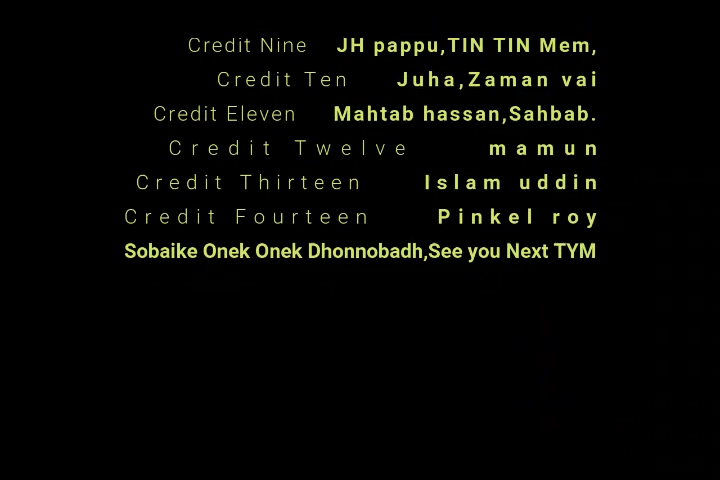 Credit Nine JH pappu,TIN TIN Mem,
Credit Ten Juha,Zaman vai
Credit Eleven Mahtab hassan,Sahbab.
Credit Twelve mamun
Credit Thirteen Islam uddin
Credit Fourteen Pinkel roy
Sobaike Onek Onek Dhonnobadh,See you Next TYM